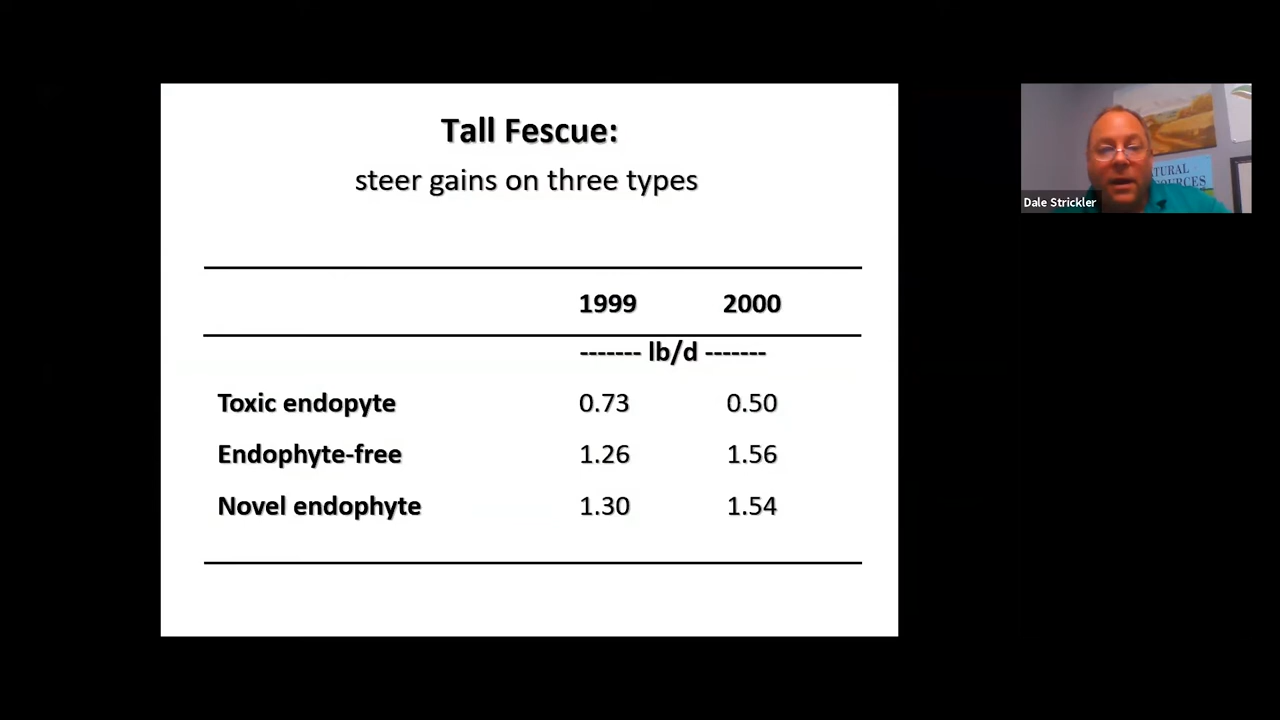 Tall Fescue:
steer gains on three types
1999 2000
------- lb/d -------
Toxic endopyte 0.73 0.50
Endophyte-free 1.26 1.56
Novel endophyte 1.30 1.54
Dale Strickler